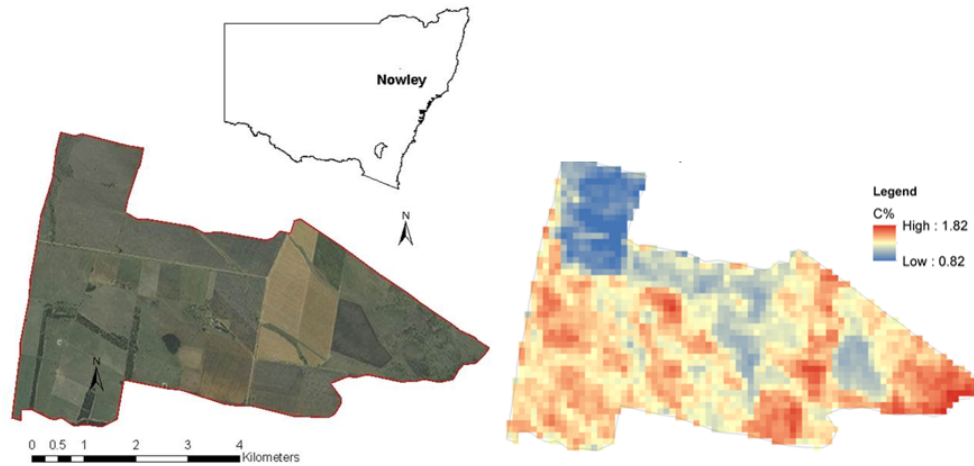 Nowley
N
N
0 0.5 1 2 3 4
Kilometers
Legend
C%
High : 1.82
Low : 0.82